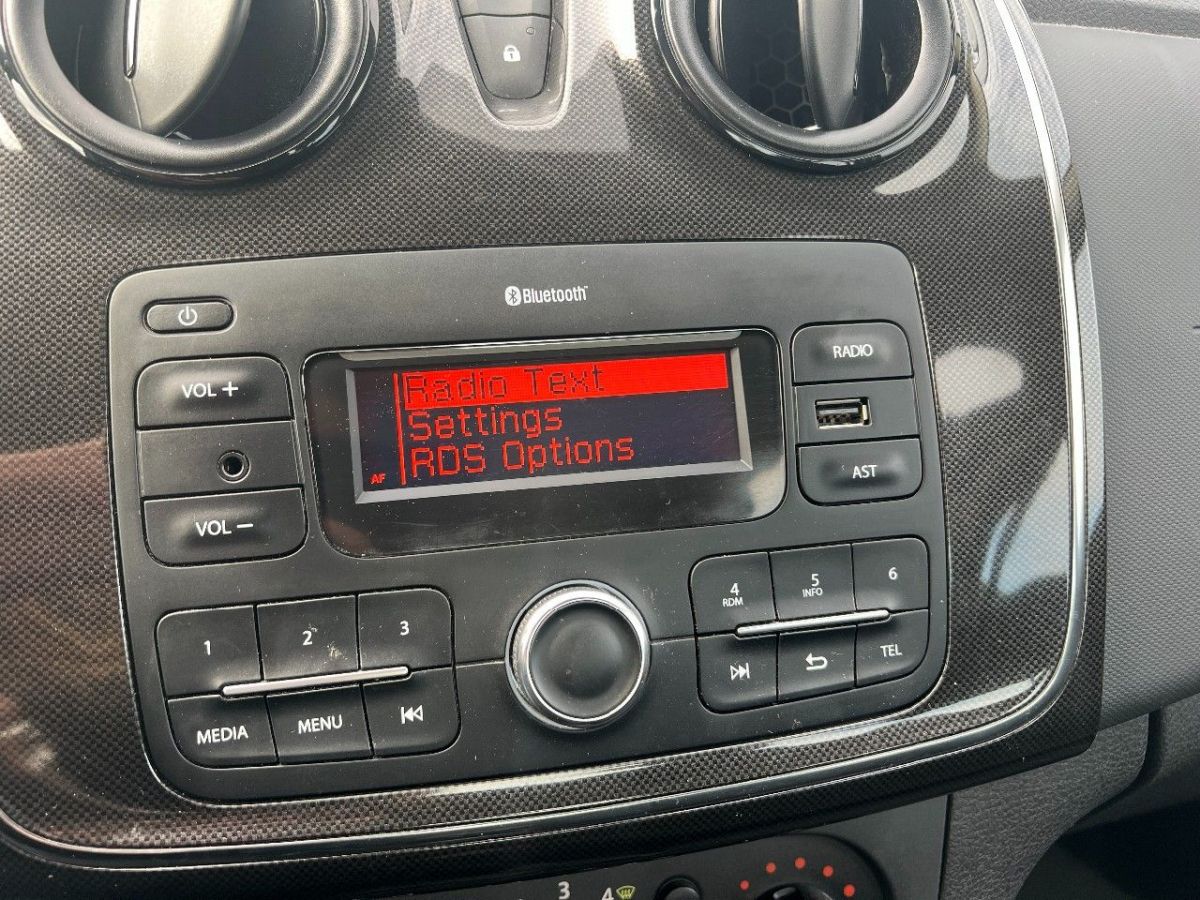 Bluetooth
VOL +
RADIO
Radio Text
Settings
RDS Options
AF
AST
VOL −
1
2
3
4
RDM
5
INFO
6
MEDIA
MENU
TEL
3
4